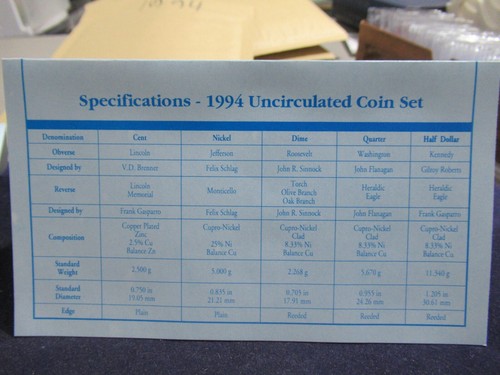 Specifications - 1994 Uncirculated Coin Set
Denomination Cent Nickel Dime Quarter Half Dollar
Obverse Lincoln Jefferson Roosevelt Washington Kennedy
Designed by V.D. Brenner Felix Schlag John R. Sinnock John Flanagan Gilroy Roberts
Reverse Lincoln Memorial Monticello Torch Olive Branch Oak Branch Heraldic Eagle Heraldic Eagle
Designed by Frank Gasparro Felix Schlag John R. Sinnock John Flanagan Frank Gasparro
Composition Copper Plated Zinc 2.5% Cu Balance Zn Cupro-Nickel 25% Ni Balance Cu Cupro-Nickel Clad 8.33% Ni Balance Cu Cupro-Nickel Clad 8.33% Ni Balance Cu Cupro-Nickel Clad 8.33% Ni Balance Cu
Standard Weight 2.500 g 5.000 g 2.268 g 5.670 g 11.340 g
Standard Diameter 0.750 in 19.05 mm 0.835 in 21.21 mm 0.705 in 17.91 mm 0.955 in 24.26 mm 1.205 in 30.61 mm
Edge Plain Plain Reeded Reeded Reeded